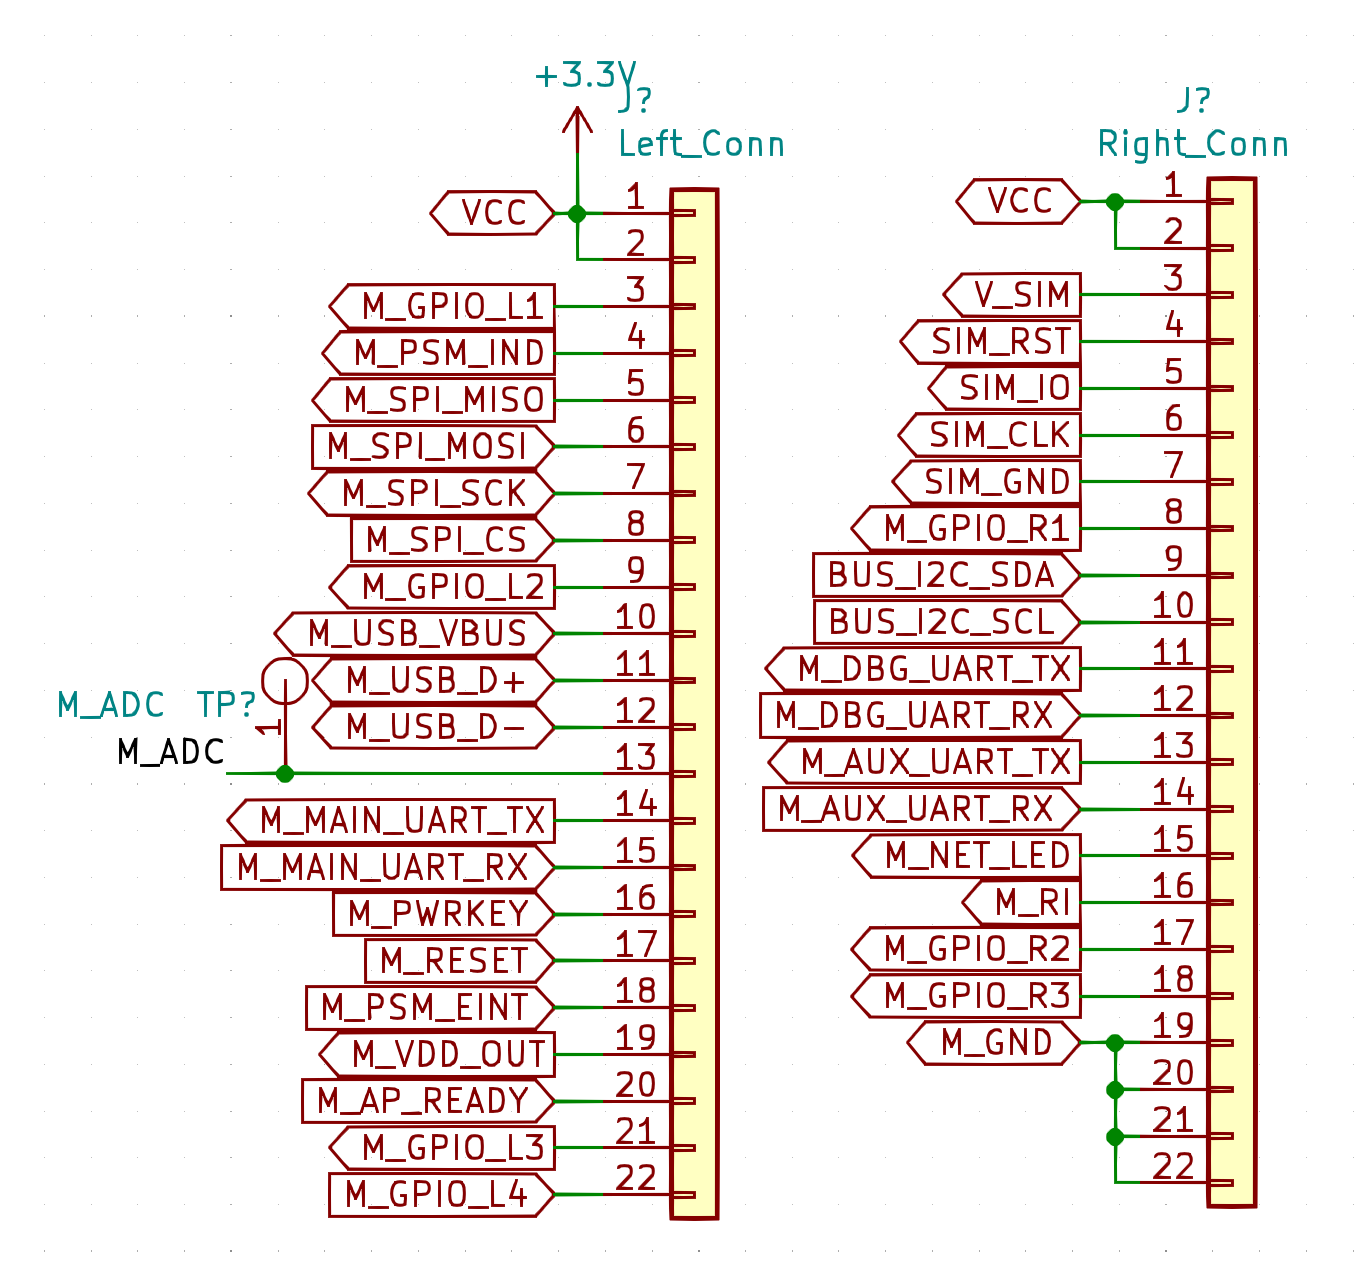 +3.3V
J?
Left_Conn
VCC 1
2
M_GPIO_L1 3
M_PSM_IND 4
M_SPI_MISO 5
M_SPI_MOSI 6
M_SPI_SCK 7
M_SPI_CS 8
M_GPIO_L2 9
M_USB_VBUS 10
M_USB_D+ 11
M_ADC TP? 1
M_USB_D- 12
M_ADC 13
M_MAIN_UART_TX 14
M_MAIN_UART_RX 15
M_PWRKEY 16
M_RESET 17
M_PSM_EINT 18
M_VDD_OUT 19
M_AP_READY 20
M_GPIO_L3 21
M_GPIO_L4 22
J?
Right_Conn
VCC 1
2
V_SIM 3
SIM_RST 4
SIM_IO 5
SIM_CLK 6
SIM_GND 7
M_GPIO_R1 8
BUS_I2C_SDA 9
BUS_I2C_SCL 10
M_DBG_UART_TX 11
M_DBG_UART_RX 12
M_AUX_UART_TX 13
M_AUX_UART_RX 14
M_NET_LED 15
M_RI 16
M_GPIO_R2 17
M_GPIO_R3 18
M_GND 19
20
21
22